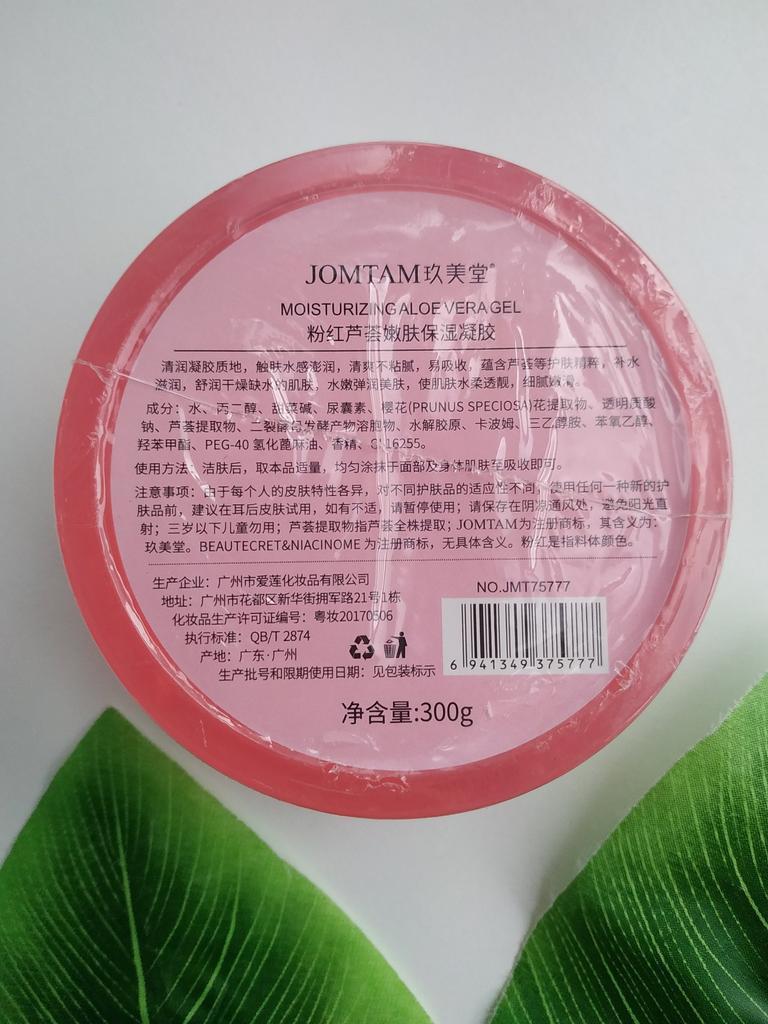 JOMTAM玖美堂®
MOISTURIZING ALOE VERA GEL
粉红芦荟嫩肤保湿凝胶
清润凝胶质地，触肤水感澎润，清爽不粘腻，易吸收，蕴含芦荟等护肤精粹，补水
滋润，舒润干燥缺水的肌肤，水嫩弹润美肤，使肌肤水柔透靓，细腻嫩滑。
成分：水、丙二醇、甜菜碱、尿囊素、樱花(PRUNUS SPECIOSA)花提取物、透明质酸
钠、芦荟提取物、二裂酵母发酵产物溶胞物、水解胶原、卡波姆、三乙醇胺、苯氧乙醇、
羟苯甲酯、PEG-40 氢化蓖麻油、香精、CI 16255。
使用方法：洁肤后，取本品适量，均匀涂抹于面部及身体肌肤至吸收即可。
注意事项：由于每个人的皮肤特性各异，对不同护肤品的适应性不同，使用任何一种新的护
肤品前，建议在耳后皮肤试用，如有不适，请暂停使用；请保存在阴凉通风处，避免阳光直
射；三岁以下儿童勿用；芦荟提取物指芦荟全株提取；JOMTAM为注册商标，其含义为：
玖美堂。BEAUTECRET&NIACINOME 为注册商标，无具体含义。粉红是指料体颜色。
生产企业：广州市爱莲化妆品有限公司
地址：广州市花都区新华街拥军路21号1栋
化妆品生产许可证编号：粤妆20170506
执行标准：QB/T 2874
产地：广东·广州
生产批号和限期使用日期：见包装标示
NO.JMT75777
6 941349 375777
净含量:300g